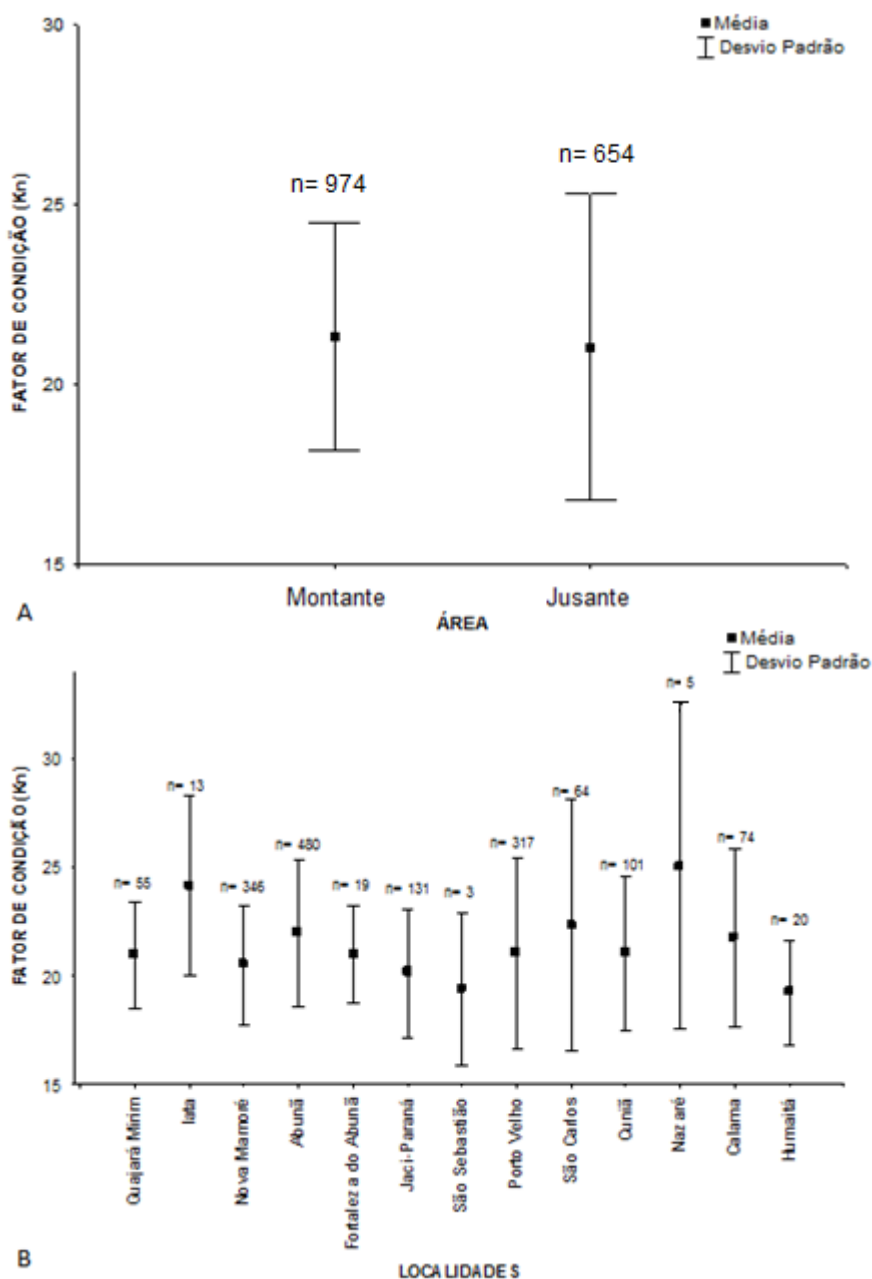 30
Média
Desvio Padrão
n= 974
n= 654
25
20
15
FATOR DE CONDIÇÃO (Kn)
Montante
Jusante
ÁREA
A
Média
Desvio Padrão
30
25
20
15
FATOR DE CONDIÇÃO (Kn)
n= 55
n= 13
n= 346
n= 480
n= 19
n= 131
n= 3
n= 317
n= 64
n= 101
n= 5
n= 74
n= 20
Guajará Mirim
Iata
Nova Mamoré
Abunã
Fortaleza do Abunã
Jaci-Paraná
São Sebastião
Porto Velho
São Carlos
Cuniã
Nazaré
Calama
Humaitá
LOCALIDADES
B